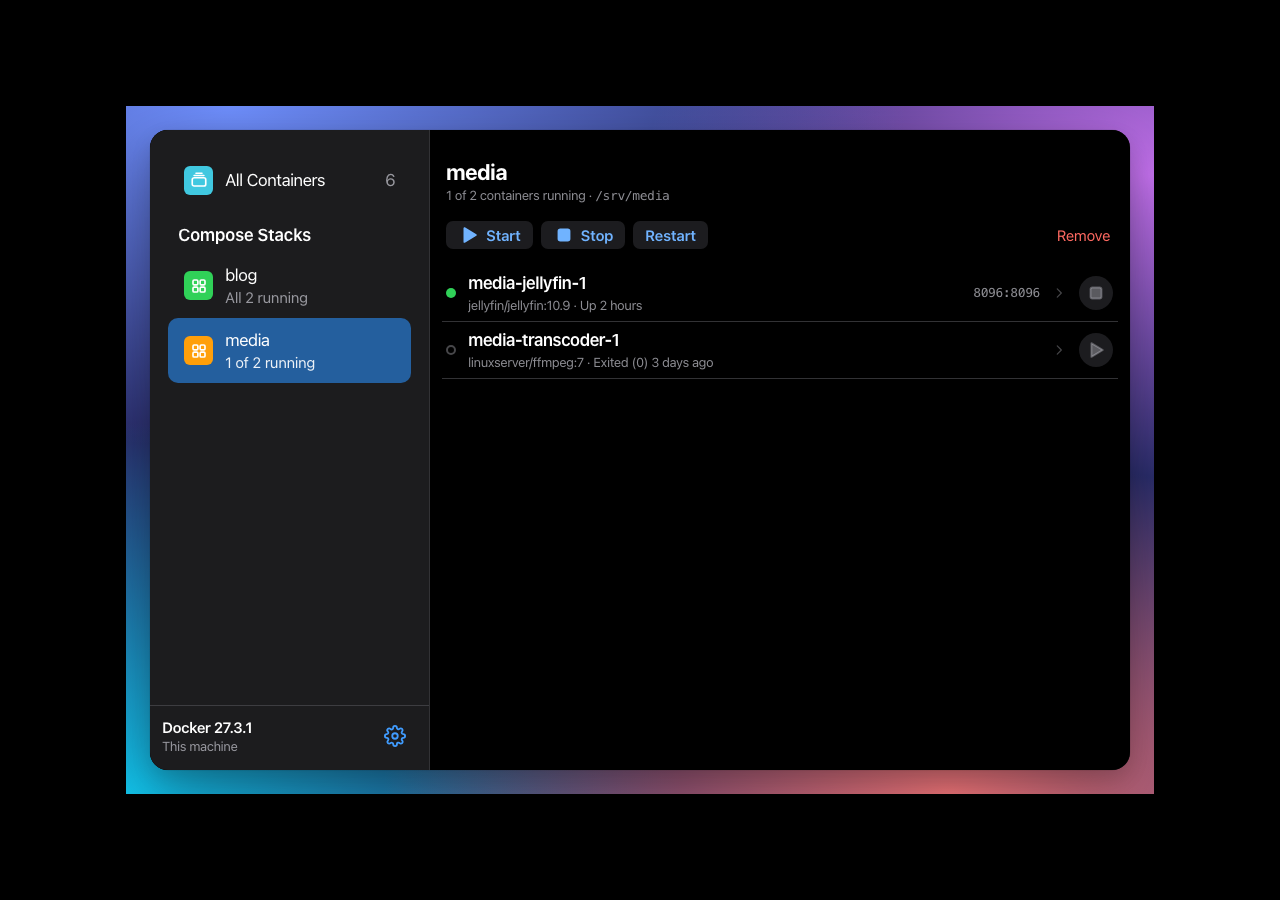 All Containers 6
Compose Stacks
blog
All 2 running
media
1 of 2 running
Docker 27.3.1
This machine
media
1 of 2 containers running · /srv/media
Start Stop Restart Remove
media-jellyfin-1
jellyfin/jellyfin:10.9 · Up 2 hours
8096:8096
media-transcoder-1
linuxserver/ffmpeg:7 · Exited (0) 3 days ago